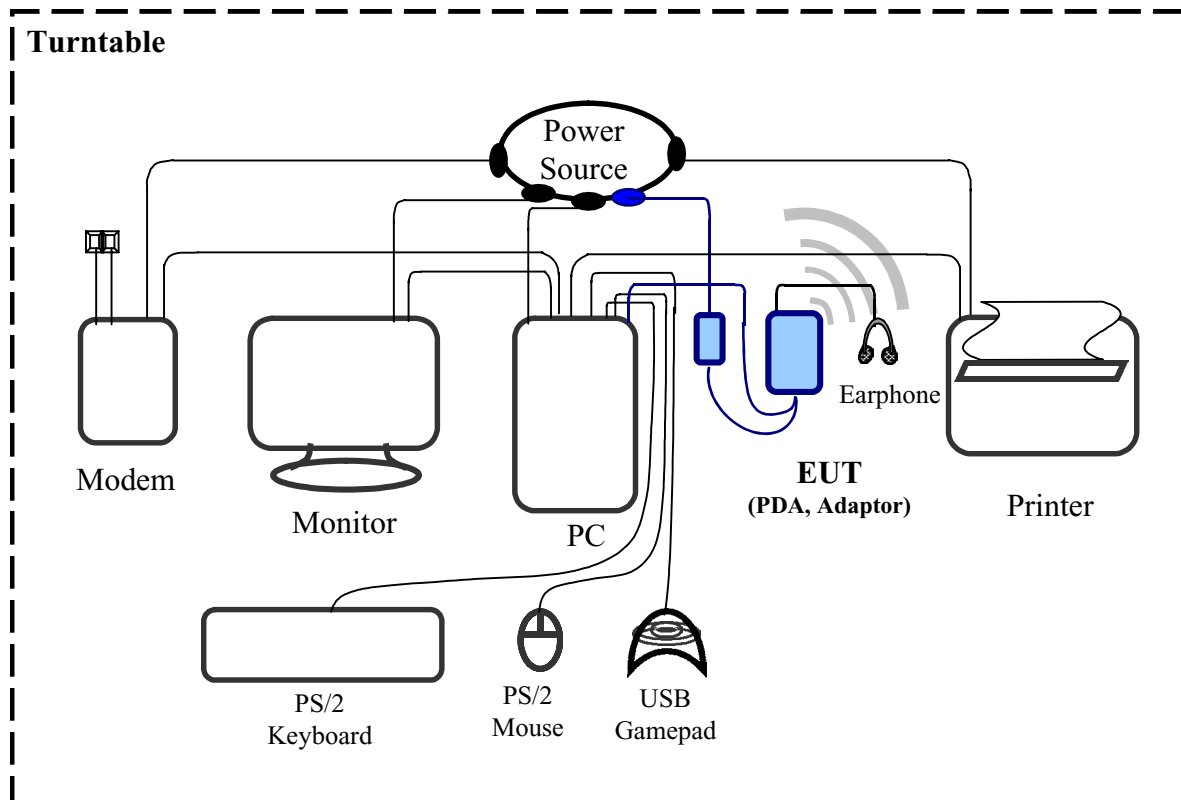 Turntable
Power
Source
Earphone
Modem
Monitor
PC
EUT
(PDA, Adaptor)
Printer
PS/2
Keyboard
PS/2
Mouse
USB
Gamepad